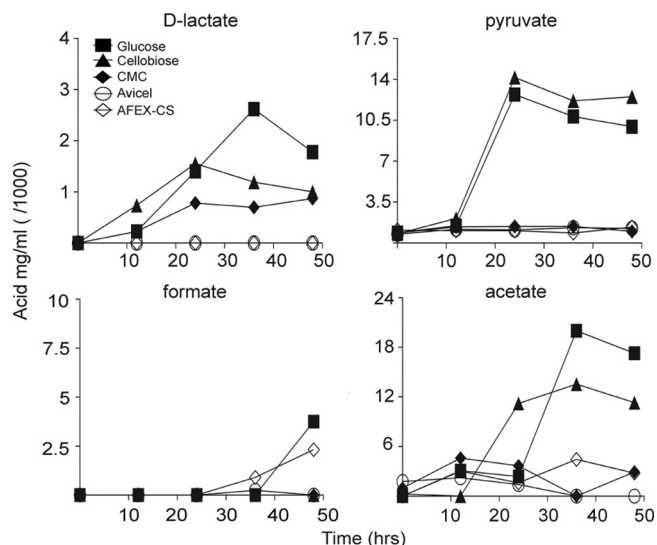 D-lactate
pyruvate
Acid mg/ml ( /1000)
4
3
2
1
Glucose
Cellobiose
CMC
Avicel
AFEX-CS
10 20 30 40 50
17.5
14
10.5
7
3.5
0 10 20 30 40 50
formate
acetate
10
7.5
5
2.5
0 10 20 30 40 50
24
18
12
6
0 10 20 30 40 50
Time (hrs)